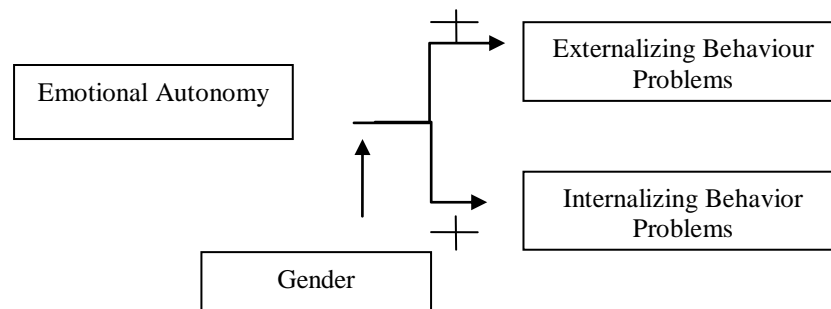 Emotional Autonomy
Externalizing Behaviour
Problems
Internalizing Behavior
Problems
Gender